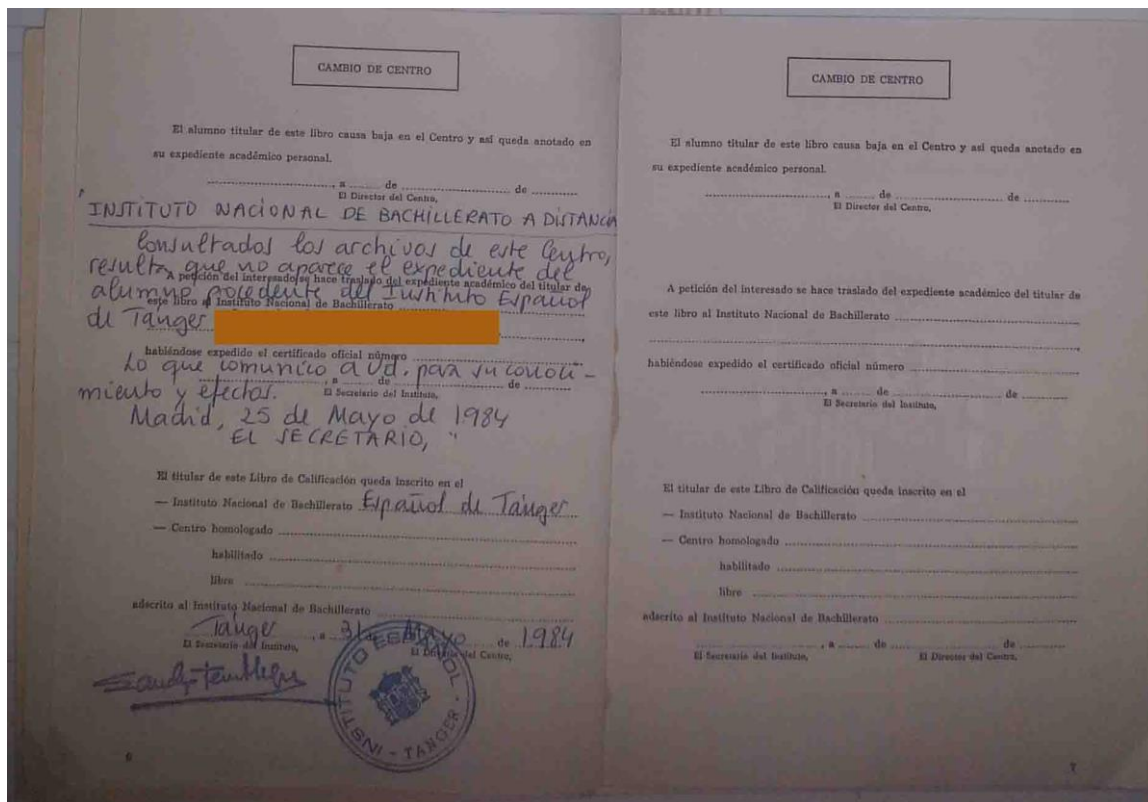 CAMBIO DE CENTRO
El alumno titular de este libro causa baja en el Centro y así queda anotado en
su expediente académico personal.
, a de de
El Director del Centro,
"
INSTITUTO NACIONAL DE BACHILLERATO A DISTANCIA
Consultados los archivos de este Centro,
resulta que no aparece el expediente del
A petición del interesado se hace traslado del expediente académico del titular de
alumno procedente del Instituto Español
este libro al Instituto Nacional de Bachillerato
de Tánger
habiéndose expedido el certificado oficial número
Lo que comunico a Ud. para su conoci-
, a de de
miento y efectos.
El Secretario del Instituto,
Madrid, 25 de Mayo de 1984
EL SECRETARIO, "
El titular de este Libro de Calificación queda inscrito en el
— Instituto Nacional de Bachillerato Español de Tánger
— Centro homologado
habilitado
libre
adscrito al Instituto Nacional de Bachillerato
Tánger, a 31 de Mayo de 1984
El Secretario del Instituto, El Director del Centro,
INSTITUTO ESPAÑOL - TANGER -
6
CAMBIO DE CENTRO
El alumno titular de este libro causa baja en el Centro y así queda anotado en
su expediente académico personal.
, a de de
El Director del Centro,
A petición del interesado se hace traslado del expediente académico del titular de
este libro al Instituto Nacional de Bachillerato
habiéndose expedido el certificado oficial número
, a de de
El Secretario del Instituto,
El titular de este Libro de Calificación queda inscrito en el
— Instituto Nacional de Bachillerato
— Centro homologado
habilitado
libre
adscrito al Instituto Nacional de Bachillerato
, a de de
El Secretario del Instituto, El Director del Centro,
7